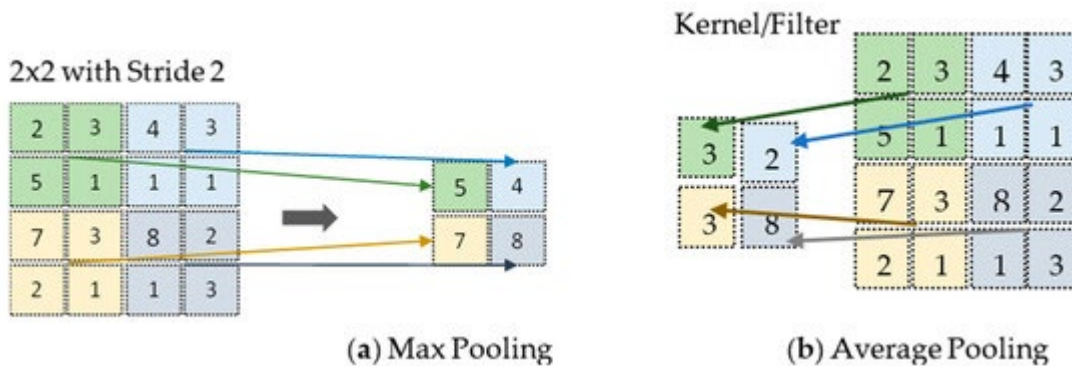 2x2 with Stride 2
2 3 4 3
5 1 1 1
7 3 8 2
2 1 1 3
5 4
7 8
(a) Max Pooling
Kernel/Filter
3 2
3 8
2 3 4 3
5 1 1 1
7 3 8 2
2 1 1 3
(b) Average Pooling